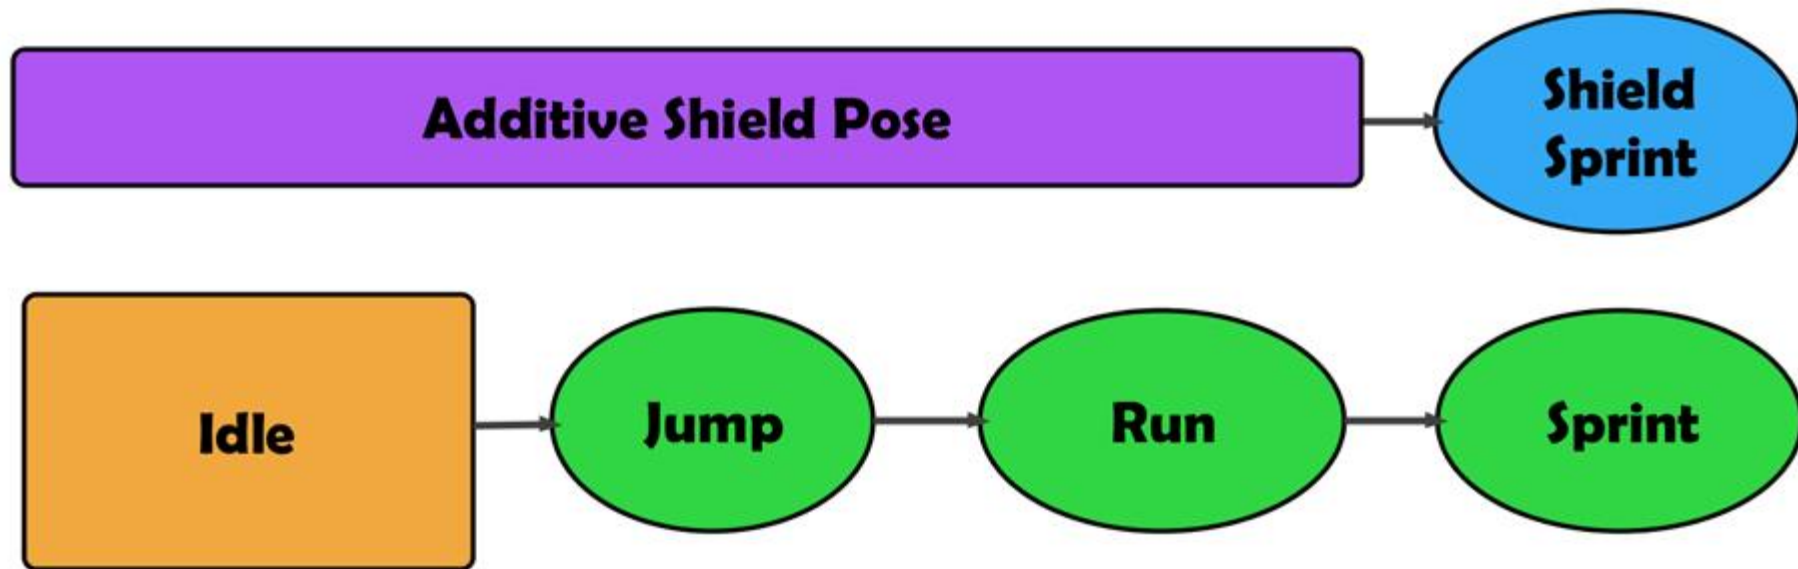 Additive Shield Pose
Shield
Sprint
Idle
Jump
Run
Sprint